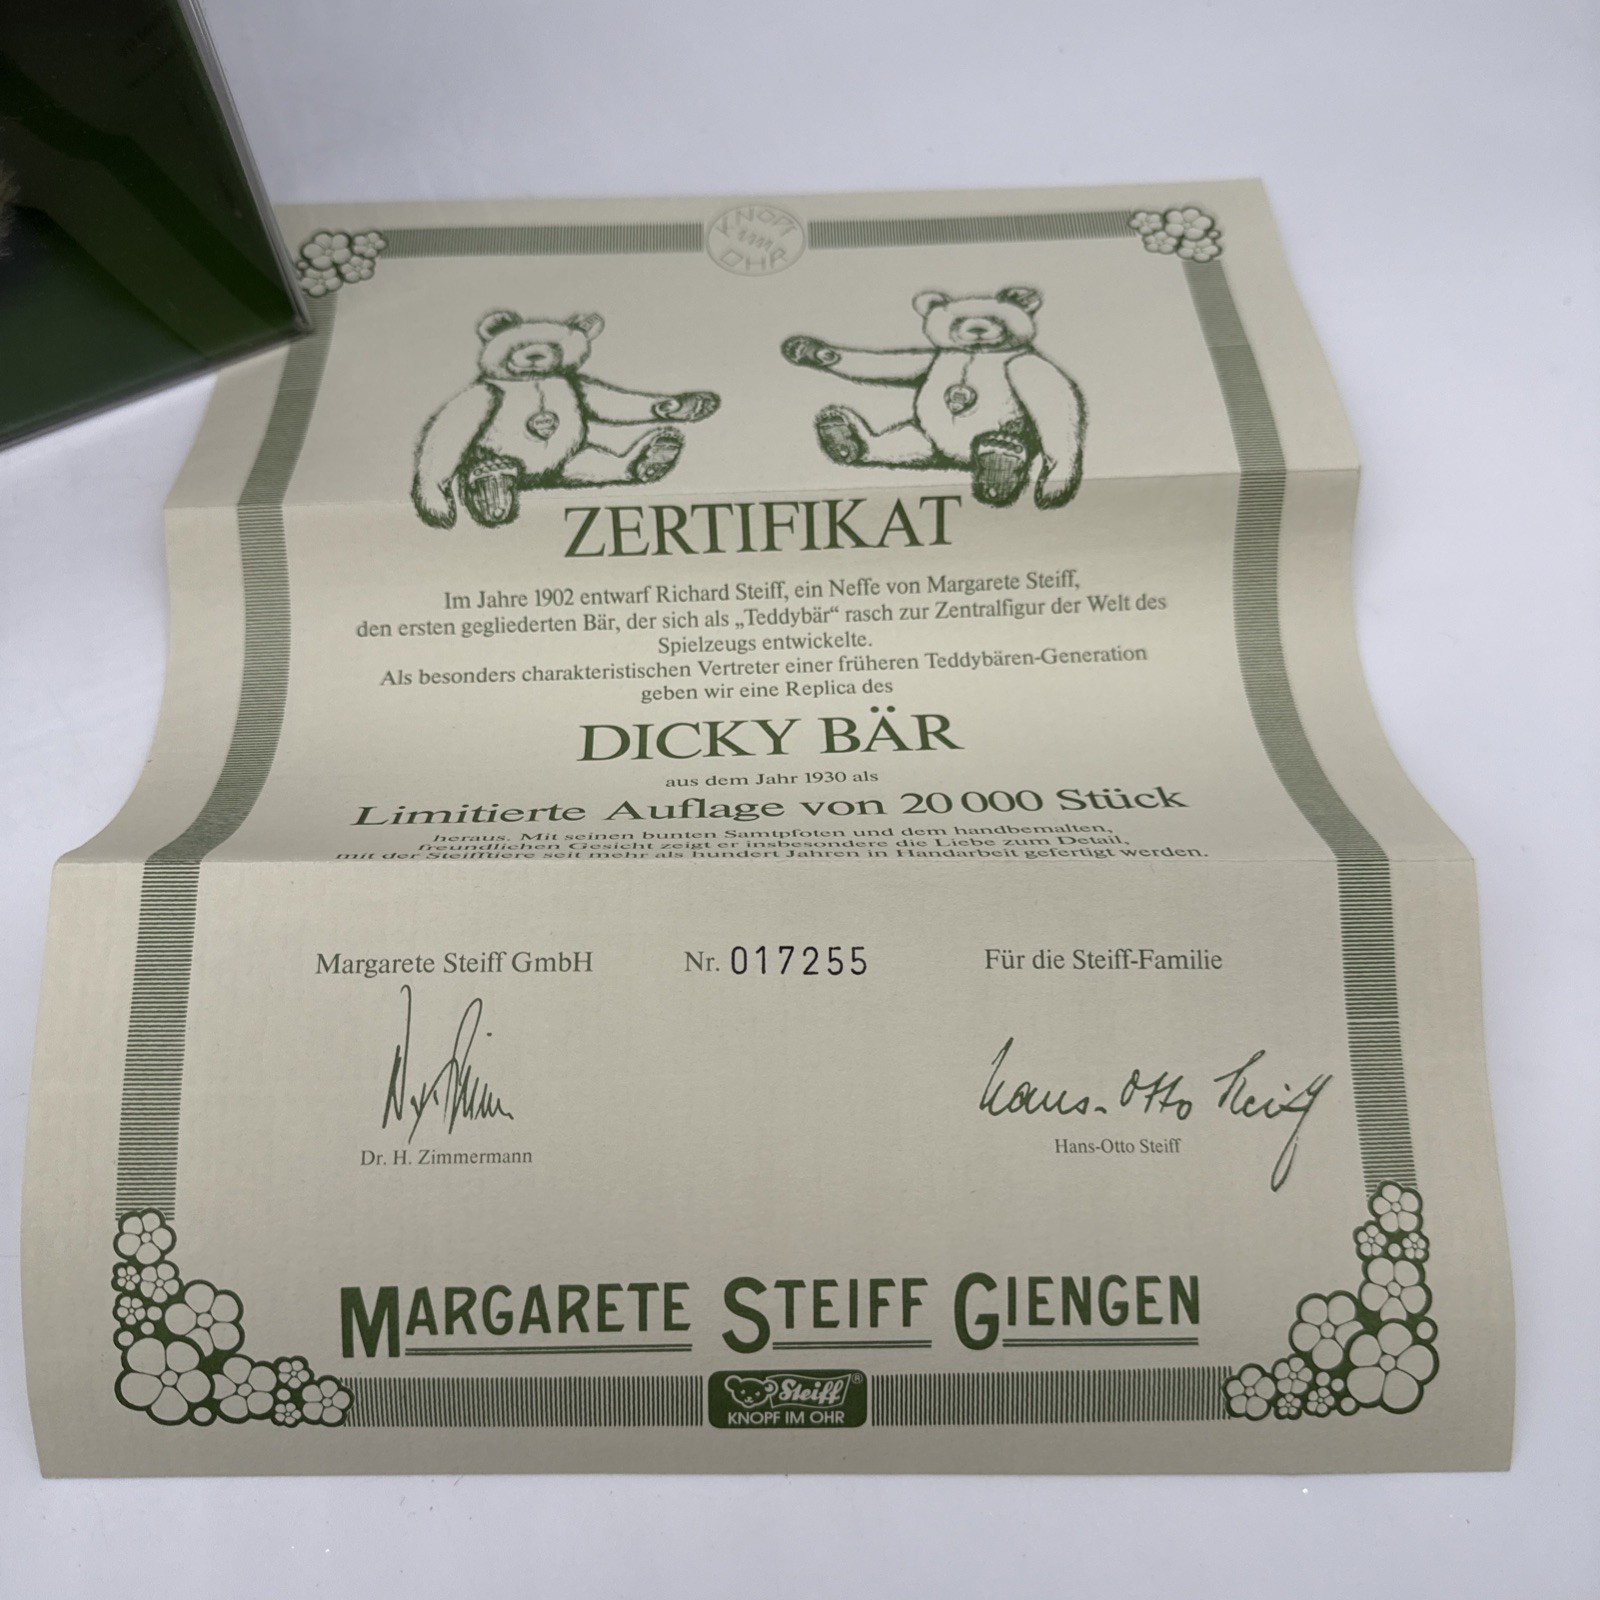 KNOPF
im
OHR
ZERTIFIKAT
Im Jahre 1902 entwarf Richard Steiff, ein Neffe von Margarete Steiff,
den ersten gegliederten Bär, der sich als „Teddybär“ rasch zur Zentralfigur der Welt des
Spielzeugs entwickelte.
Als besonders charakteristischen Vertreter einer früheren Teddybären-Generation
geben wir eine Replica des
DICKY BÄR
aus dem Jahr 1930 als
Limitierte Auflage von 20 000 Stück
heraus. Mit seinen bunten Samtpfoten und dem handbemalten,
freundlichen Gesicht zeigt er insbesondere die Liebe zum Detail,
mit der Steifftiere seit mehr als hundert Jahren in Handarbeit gefertigt werden.
Margarete Steiff GmbH Nr. 017255 Für die Steiff-Familie
Hans-Otto Steiff
Dr. H. Zimmermann Hans-Otto Steiff
MARGARETE STEIFF GIENGEN
Steiff®
KNOPF IM OHR